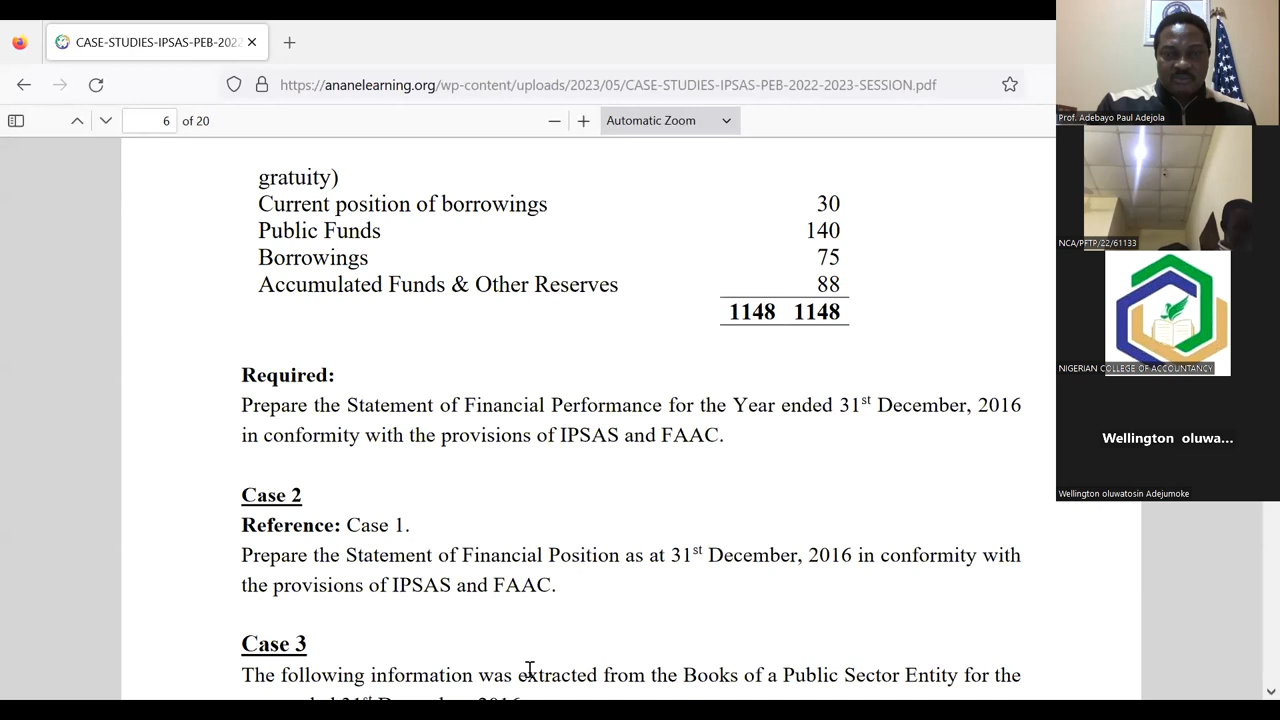 CASE-STUDIES-IPSAS-PEB-2022
https://ananelearning.org/wp-content/uploads/2023/05/CASE-STUDIES-IPSAS-PEB-2022-2023-SESSION.pdf
6 of 20
Automatic Zoom
gratuity)
Current position of borrowings 30
Public Funds 140
Borrowings 75
Accumulated Funds & Other Reserves 88
1148 1148
Required:
Prepare the Statement of Financial Performance for the Year ended 31st December, 2016
in conformity with the provisions of IPSAS and FAAC.
Case 2
Reference: Case 1.
Prepare the Statement of Financial Position as at 31st December, 2016 in conformity with
the provisions of IPSAS and FAAC.
Case 3
The following information was extracted from the Books of a Public Sector Entity for the
Prof. Adebayo Paul Adejola
NCA/PFTP/22/61133
NIGERIAN COLLEGE OF ACCOUNTANCY
Wellington oluwa...
Wellington oluwatosin Adejumoke